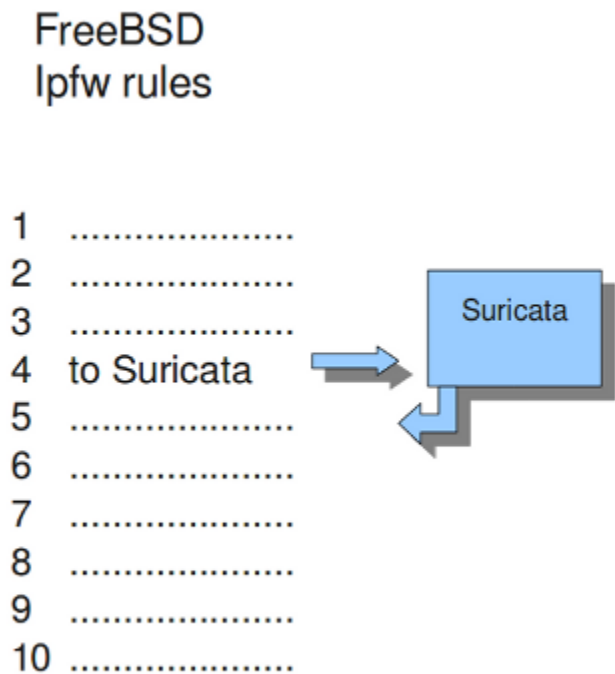 FreeBSD
Ipfw rules
1 .....................
2 .....................
3 .....................
4 to Suricata
Suricata
5 .....................
6 .....................
7 .....................
8 .....................
9 .....................
10 .....................